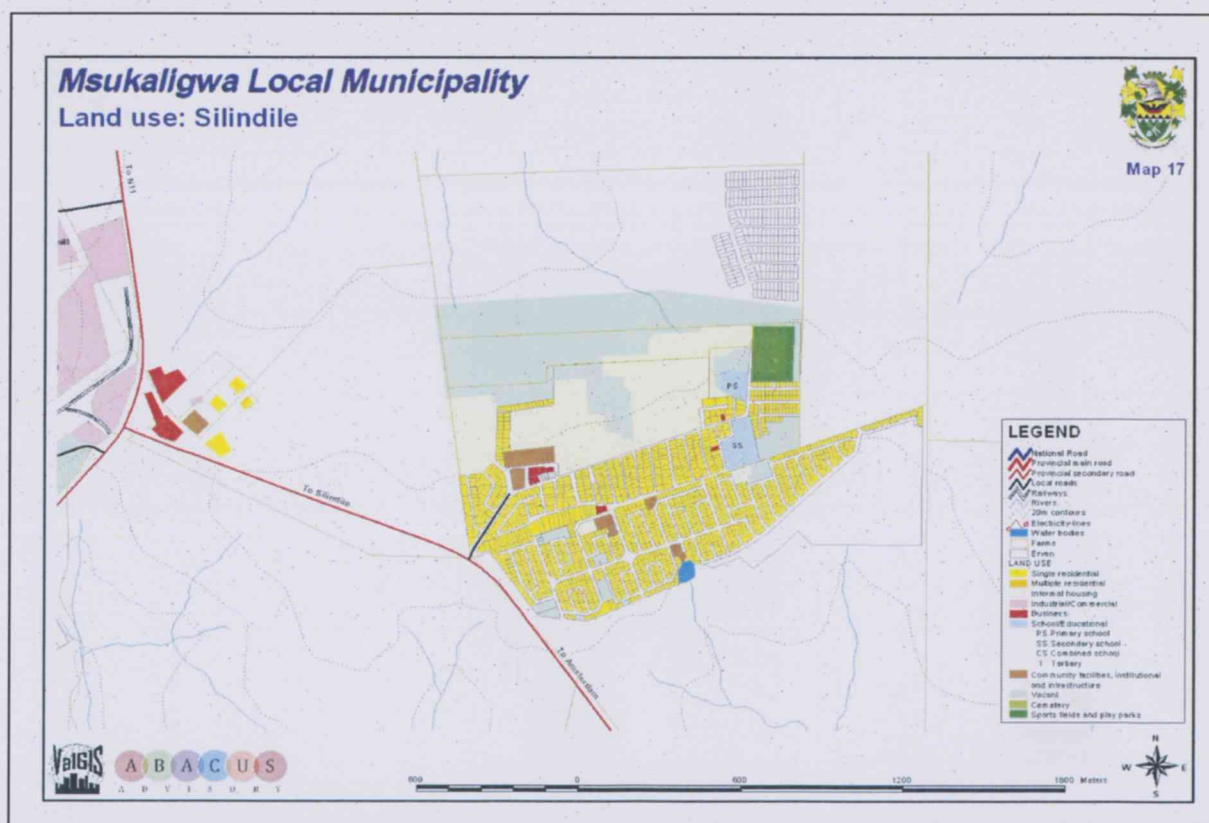 Msukaligwa Local Municipality
Land use: Silindile
Map 17
To N11
To Silindile
To Amsterdam
PS
SS
LEGEND
National Road
Provincial main road
Provincial secondary road
Local roads
Railways
Rivers
20m contours
Electricity lines
Water bodies
Farms
Erven
LAND USE
Single residential
Multiple residential
Informal housing
Industrial/Commercial
Business
School/Educational
PS Primary school
SS Secondary school
CS Combined school
T Tertiary
Community facilities, institutional
and infrastructure
Vacant
Cemetery
Sports fields and play parks
ValGIS
ABACUS
ADVISORY
600 0 600 1200 1800 Meters
N
W E
S